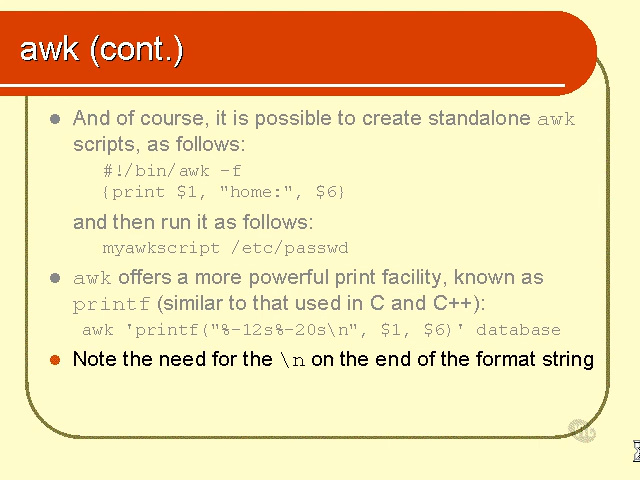 awk (cont.)
And of course, it is possible to create standalone awk
scripts, as follows:
#!/bin/awk -f
{print $1, "home:", $6}
and then run it as follows:
myawkscript /etc/passwd
awk offers a more powerful print facility, known as
printf (similar to that used in C and C++):
awk 'printf("%-12s%-20s\n", $1, $6)' database
Note the need for the \n on the end of the format string